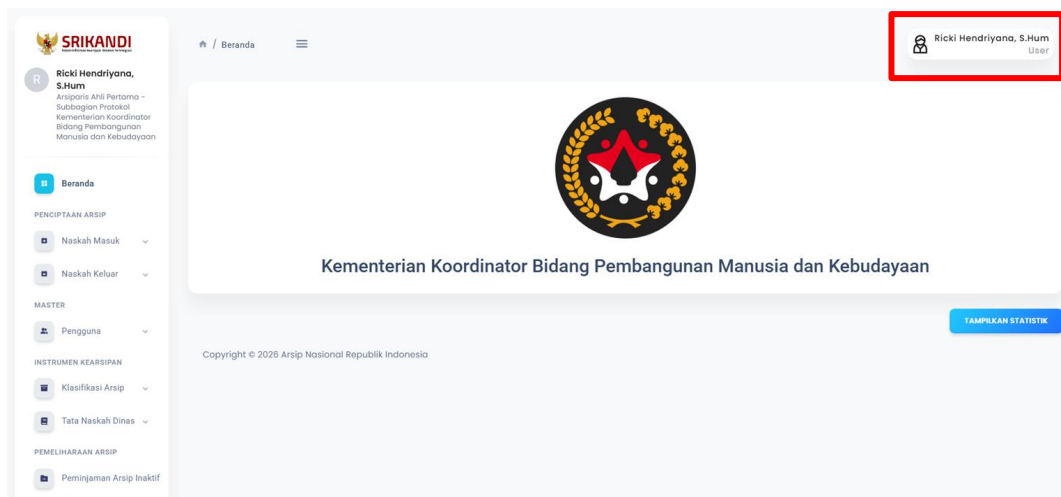 SRIKANDI
/ Beranda
Ricki Hendriyana, S.Hum
User
R
Ricki Hendriyana,
S.Hum
Arsiparis Ahli Pertama -
Subbagian Protokol
Kementerian Koordinator
Bidang Pembangunan
Manusia dan Kebudayaan
Beranda
PENCIPTAAN ARSIP
Naskah Masuk
Naskah Keluar
MASTER
Pengguna
INSTRUMEN KEARSIPAN
Klasifikasi Arsip
Tata Naskah Dinas
PEMELIHARAAN ARSIP
Peminjaman Arsip Inaktif
Kementerian Koordinator Bidang Pembangunan Manusia dan Kebudayaan
TAMPILKAN STATISTIK
Copyright © 2026 Arsip Nasional Republik Indonesia